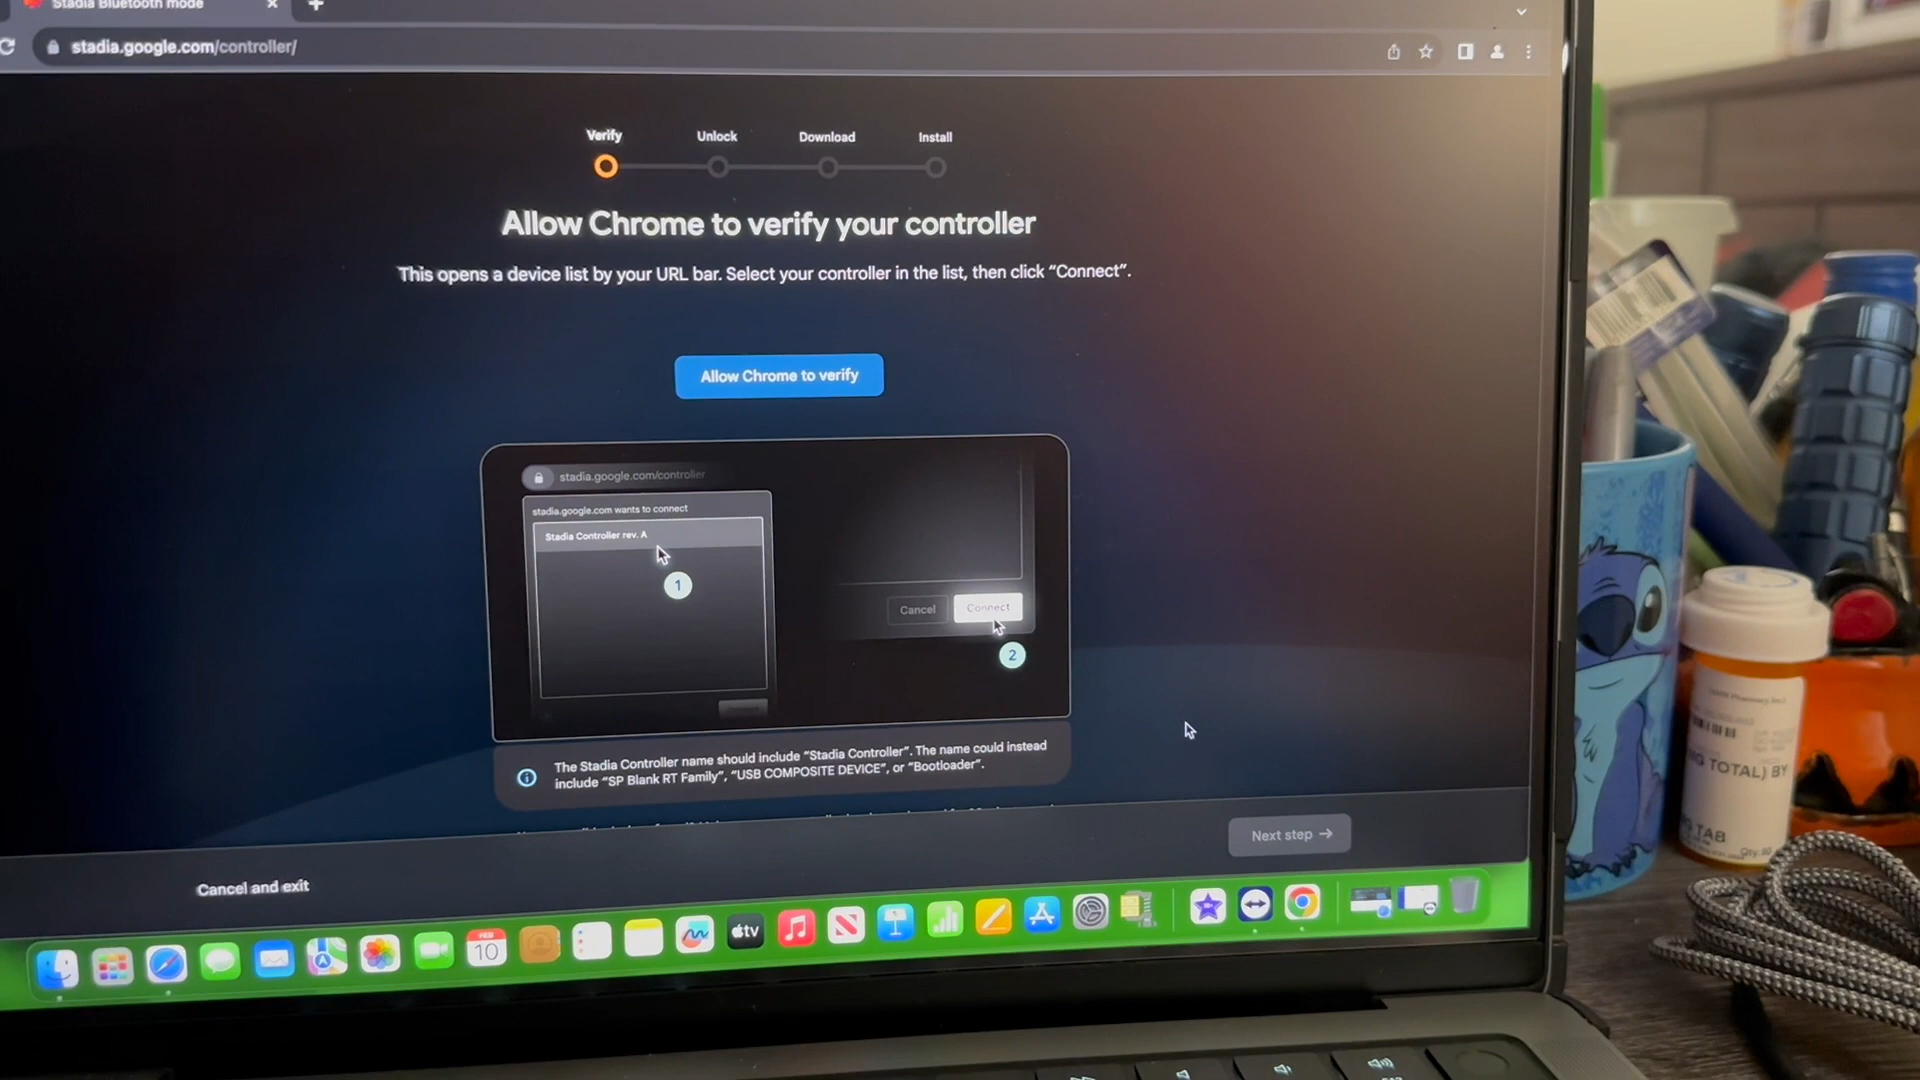 Stadia Bluetooth mode
stadia.google.com/controller/
Verify
Unlock
Download
Install
Allow Chrome to verify your controller
This opens a device list by your URL bar. Select your controller in the list, then click “Connect”.
Allow Chrome to verify
stadia.google.com/controller
stadia.google.com wants to connect
Stadia Controller rev. A
1
Cancel
Connect
2
The Stadia Controller name should include “Stadia Controller”. The name could instead
include “SP Blank RT Family”, “USB COMPOSITE DEVICE”, or “Bootloader”.
Next step →
Cancel and exit
10
tv
TOTAL) BY
TAB
Qty: